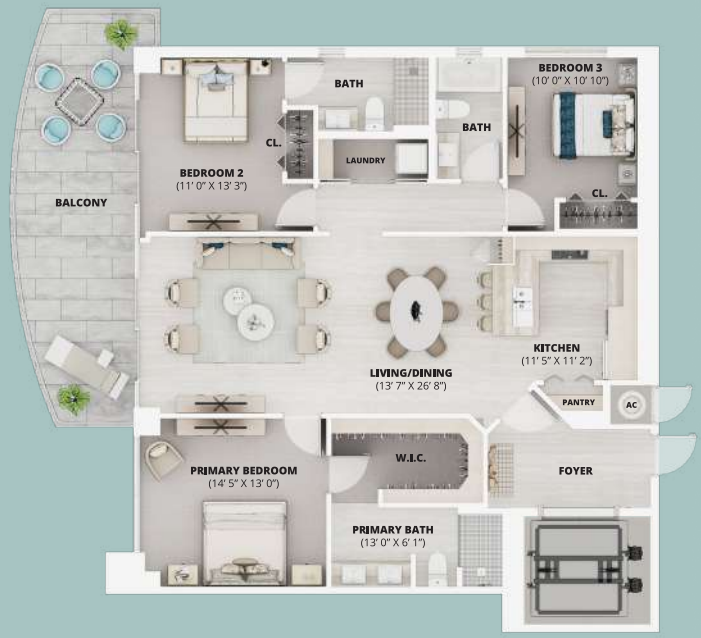 BEDROOM 3
(10' 0" X 10' 10")
BATH
BATH
CL.
LAUNDRY
BEDROOM 2
(11' 0" X 13' 3")
CL.
BALCONY
KITCHEN
(11' 5" X 11' 2")
LIVING/DINING
(13' 7" X 26' 8")
PANTRY
AC
W.I.C.
PRIMARY BEDROOM
(14' 5" X 13' 0")
FOYER
PRIMARY BATH
(13' 0" X 6' 1")